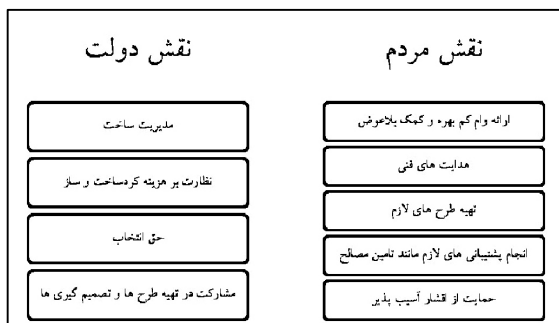 نقش مردم
ارائه وام کم بهره و کمک بلاعوض
هدایت های فنی
تهیه طرح های لازم
انجام پشتیبانی های لازم مانند تامین مصالح
حمایت از اقشار آسیب پذیر
نقش دولت
مدیریت ساخت
نظارت بر هزینه کردساخت و ساز
حق انتخاب
مشارکت در تهیه طرح ها و تصمیم گیری ها